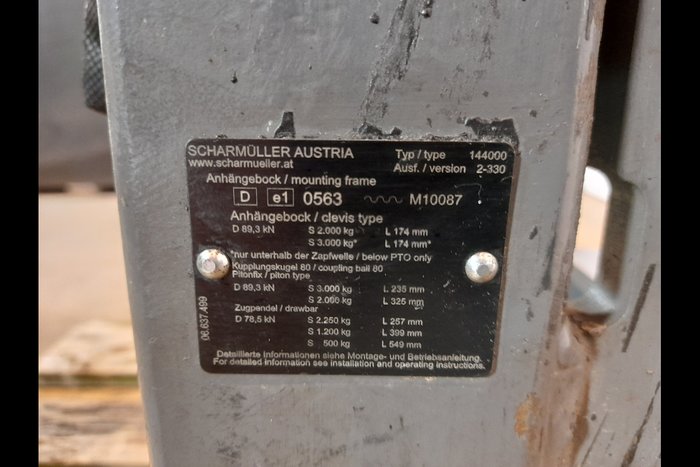 SCHARMÜLLER AUSTRIA Typ / type 144000
www.scharmueller.at Ausf. / version 2-330
Anhängebock / mounting frame
D e1 0563 M10087
Anhängebock / clevis type
D 89,3 kN S 2.000 kg L 174 mm
S 3.000 kg* L 174 mm*
*nur unterhalb der Zapfwelle / below PTO only
Kupplungskugel 80 / coupling ball 80
Pitonfix / piton type
D 89,3 kN S 3.000 kg L 235 mm
S 2.000 kg L 325 mm
Zugpendel / drawbar
D 78,5 kN S 2.250 kg L 257 mm
S 1.200 kg L 399 mm
S 500 kg L 549 mm
Detaillierte Informationen siehe Montage- und Betriebsanleitung.
For detailed information see installation and operating instruction.
06.637.499